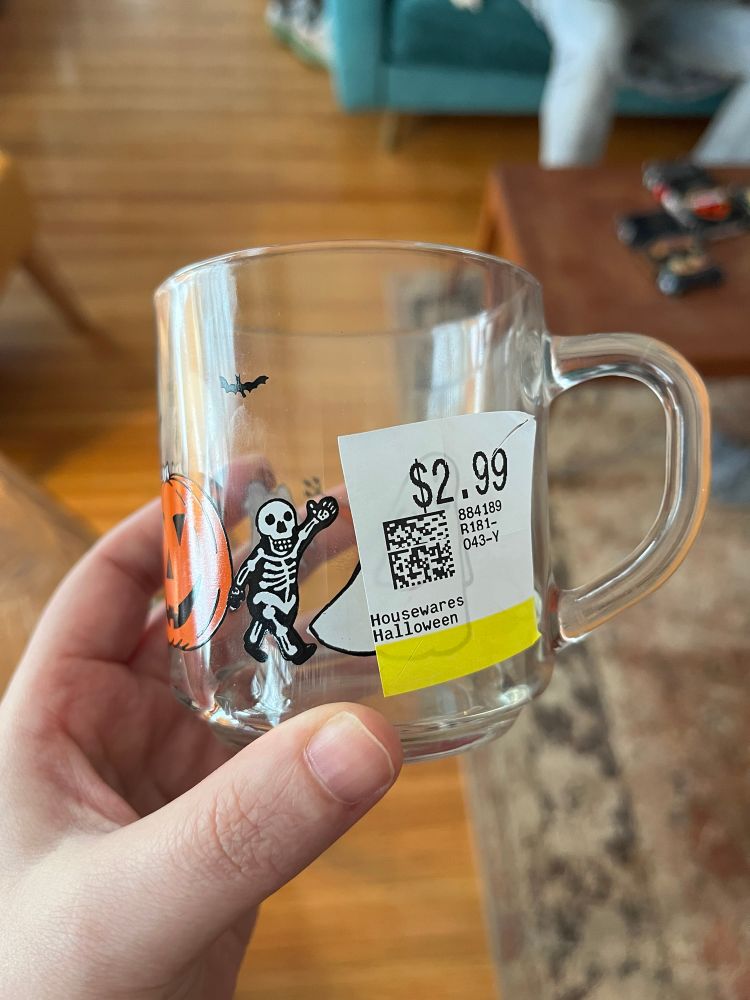 $2.99
884189
R181-
043-Y
Housewares
Halloween